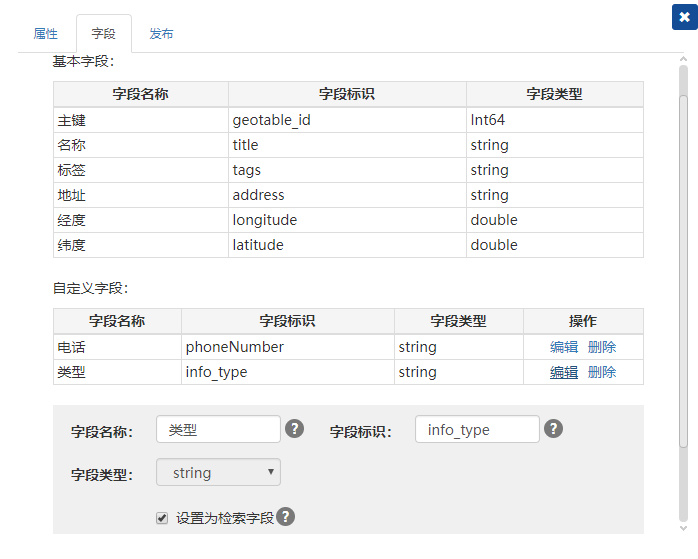 属性 字段 发布
基本字段：
字段名称 字段标识 字段类型
主键 geotable_id Int64
名称 title string
标签 tags string
地址 address string
经度 longitude double
纬度 latitude double
自定义字段：
字段名称 字段标识 字段类型 操作
电话 phoneNumber string 编辑 删除
类型 info_type string 编辑 删除
字段名称： 类型 ? 字段标识： info_type ?
字段类型： string
设置为检索字段 ?